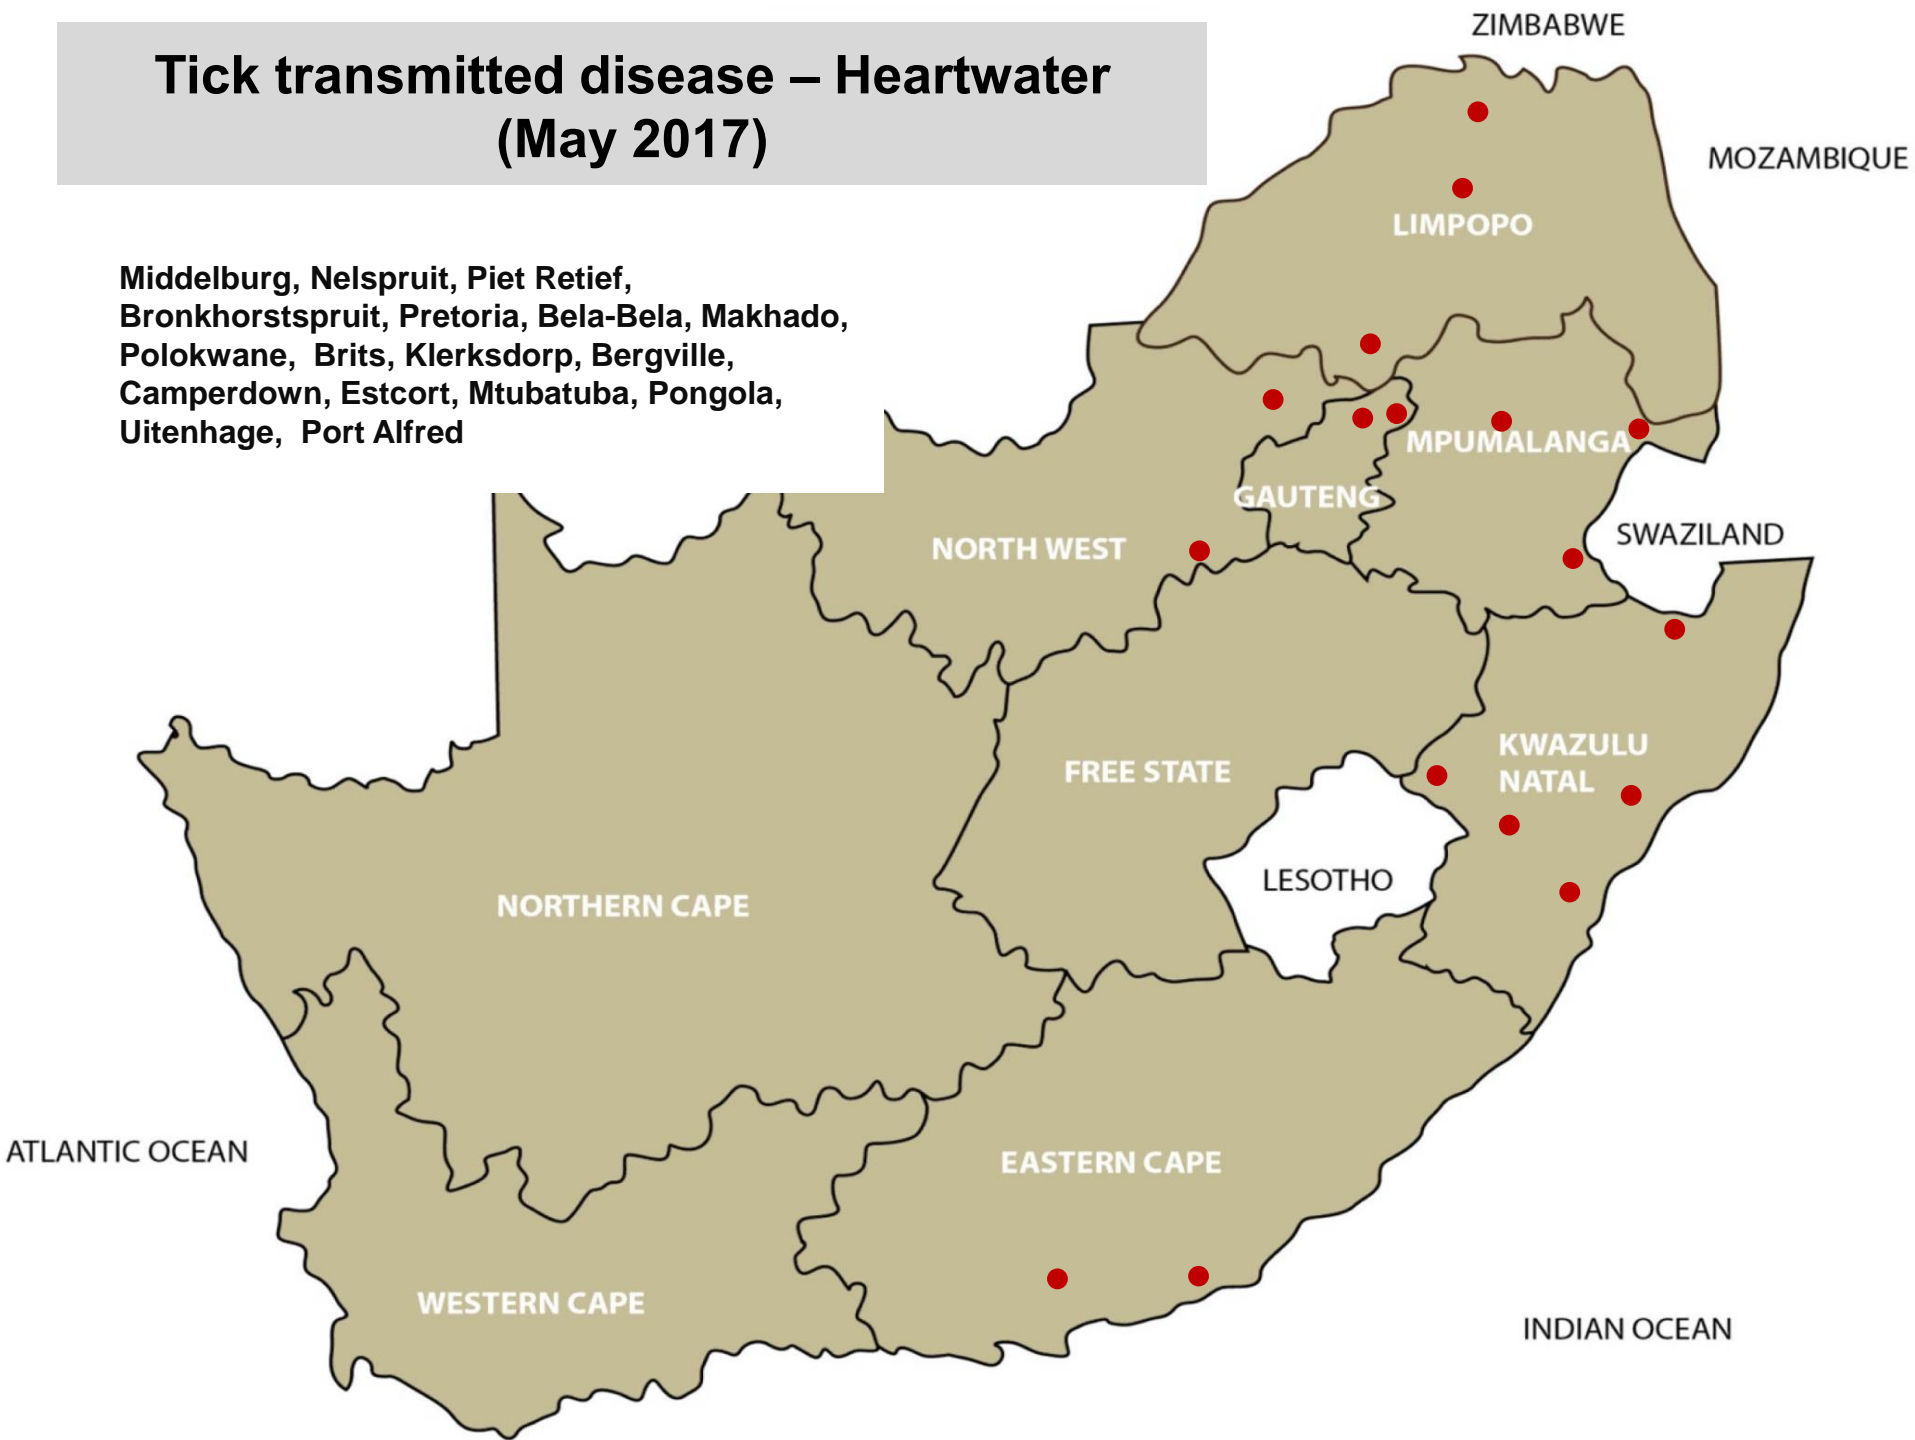 Tick transmitted disease – Heartwater
(May 2017)
Middelburg, Nelspruit, Piet Retief,
Bronkhorstspruit, Pretoria, Bela-Bela, Makhado,
Polokwane,  Brits, Klerksdorp, Bergville,
Camperdown, Estcort, Mtubatuba, Pongola,
Uitenhage,  Port Alfred
ZIMBABWE
MOZAMBIQUE
LIMPOPO
MPUMALANGA
GAUTENG
SWAZILAND
NORTH WEST
KWAZULU
NATAL
FREE STATE
LESOTHO
NORTHERN CAPE
ATLANTIC OCEAN
EASTERN CAPE
WESTERN CAPE
INDIAN OCEAN